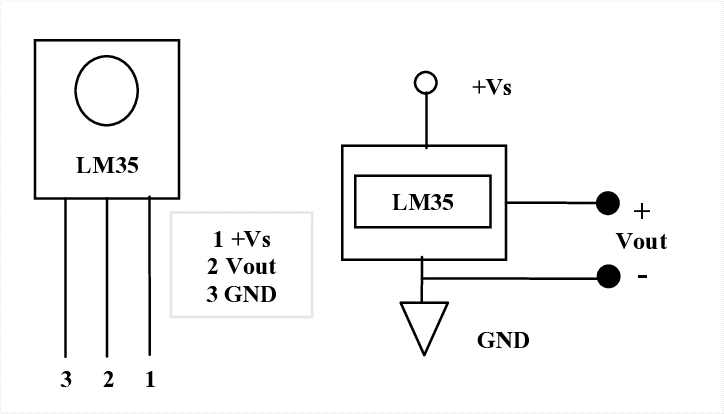 LM35
1 +Vs
2 Vout
3 GND
3 2 1
+Vs
LM35
+
Vout
-
GND